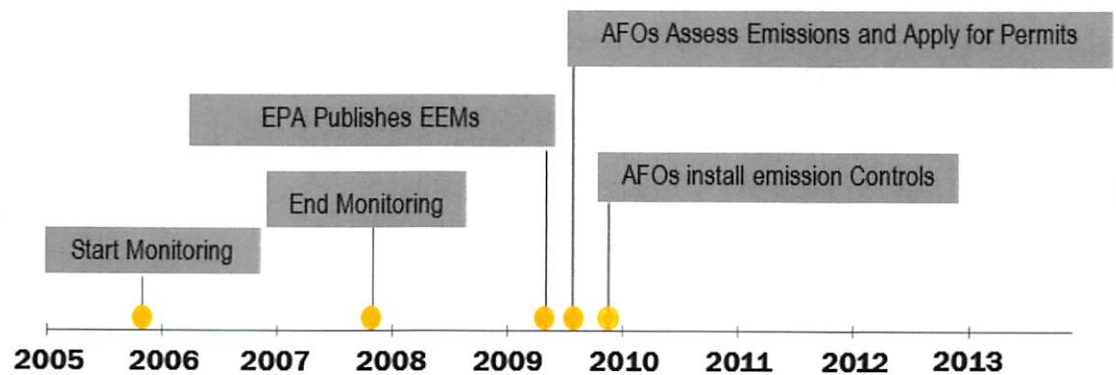 AFOs Assess Emissions and Apply for Permits
EPA Publishes EEMs
AFOs install emission Controls
End Monitoring
Start Monitoring
2005 2006 2007 2008 2009 2010 2011 2012 2013